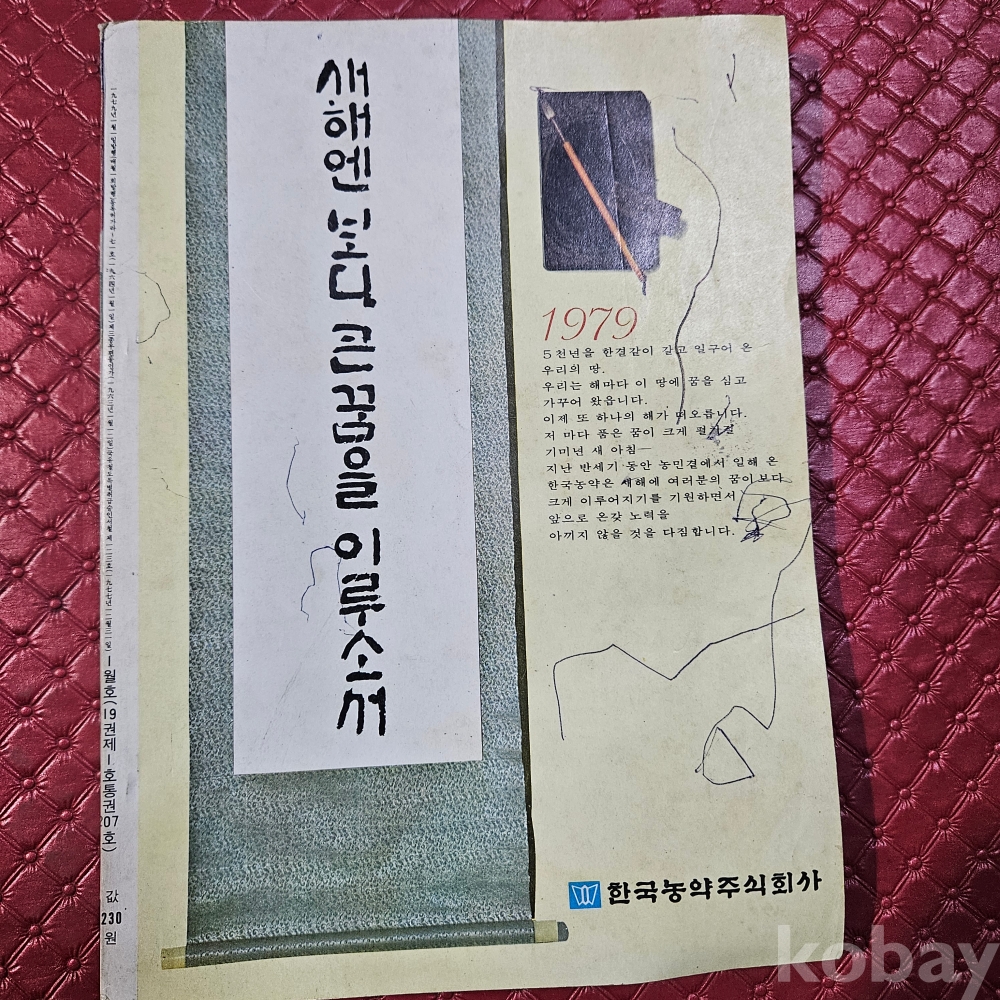 새해엔 보다 큰 꿈을 이루소서
1979
5천년을 한결같이 갈고 일구어 온
우리의 땅.
우리는 해마다 이 땅에 꿈을 심고
가꾸어 왔읍니다.
이제 또 하나의 해가 떠오릅니다.
저 마다 품은 꿈이 크게 펼가질
기미년 새 아침—
지난 반세기 동안 농민곁에서 일해 온
한국농약은 새해에 여러분의 꿈이 보다
크게 이루어지기를 기원하면서
앞으로 온갖 노력을
아끼지 않을 것을 다짐합니다.
한국농약주식회사
1월호(19권제1호통권207호) 값 230원
kobay